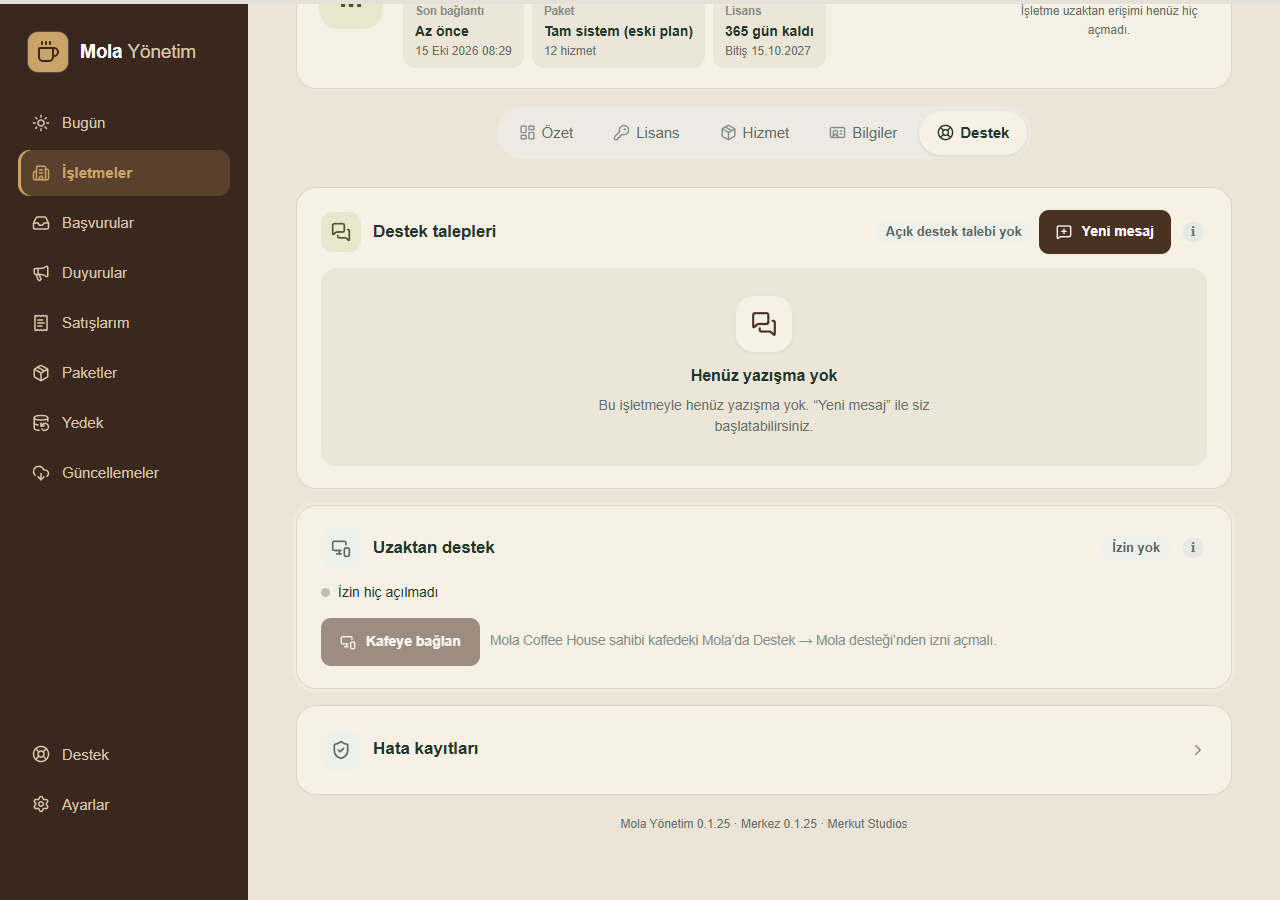 Mola Yönetim
Bugün
İşletmeler
Başvurular
Duyurular
Satışlarım
Paketler
Yedek
Güncellemeler
Destek
Ayarlar
Son bağlantı
Az önce
15 Eki 2026 08:29
Paket
Tam sistem (eski plan)
12 hizmet
Lisans
365 gün kaldı
Bitiş 15.10.2027
İşletme uzaktan erişimi henüz hiç
açmadı.
Özet
Lisans
Hizmet
Bilgiler
Destek
Destek talepleri
Açık destek talebi yok
Yeni mesaj
i
Henüz yazışma yok
Bu işletmeyle henüz yazışma yok. “Yeni mesaj” ile siz
başlatabilirsiniz.
Uzaktan destek
İzin yok
i
İzin hiç açılmadı
Kafeye bağlan
Mola Coffee House sahibi kafedeki Mola’da Destek → Mola desteği’nden izni açmalı.
Hata kayıtları
Mola Yönetim 0.1.25 · Merkez 0.1.25 · Merkut Studios